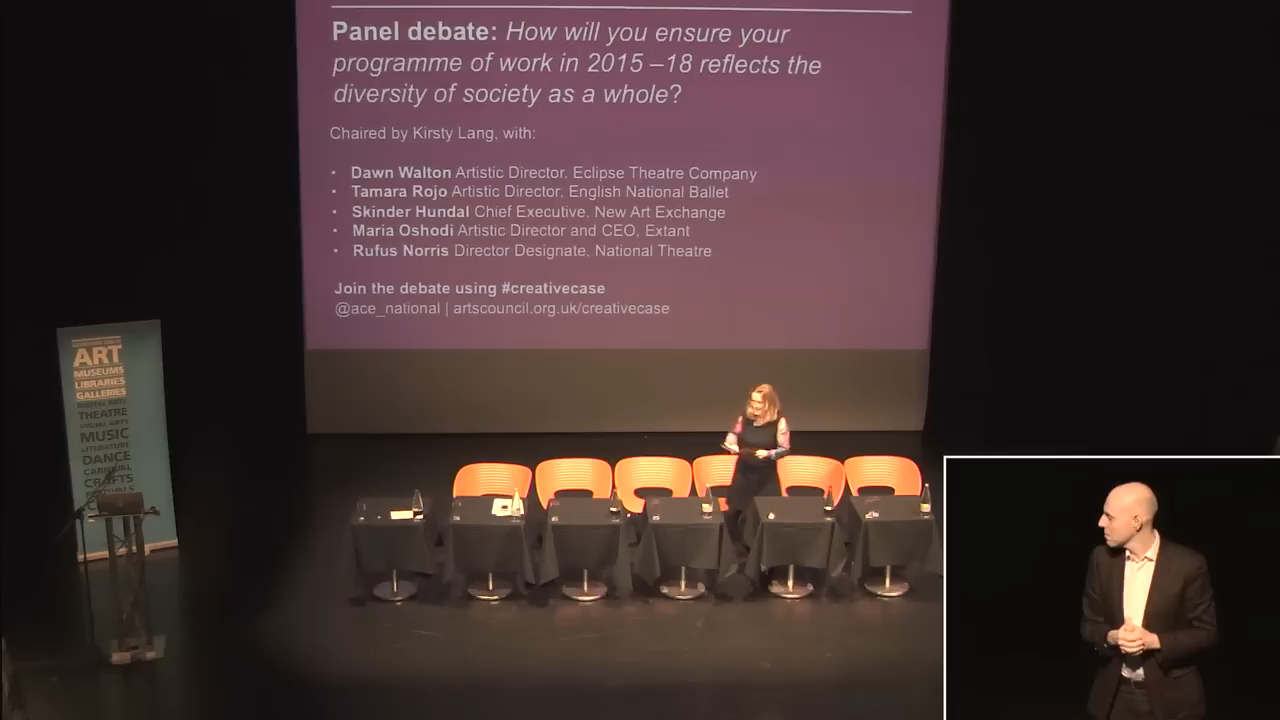 Panel debate: How will you ensure your
programme of work in 2015 –18 reflects the
diversity of society as a whole?
Chaired by Kirsty Lang, with:
• Dawn Walton Artistic Director, Eclipse Theatre Company
• Tamara Rojo Artistic Director, English National Ballet
• Skinder Hundal Chief Executive, New Art Exchange
• Maria Oshodi Artistic Director and CEO, Extant
• Rufus Norris Director Designate, National Theatre
Join the debate using #creativecase
@ace_national | artscouncil.org.uk/creativecase
ART
MUSEUMS
LIBRARIES
GALLERIES
DIGITAL ARTS
THEATRE
VISUAL ARTS
MUSIC
LITERATURE
DANCE
CARNIVAL
CRAFTS